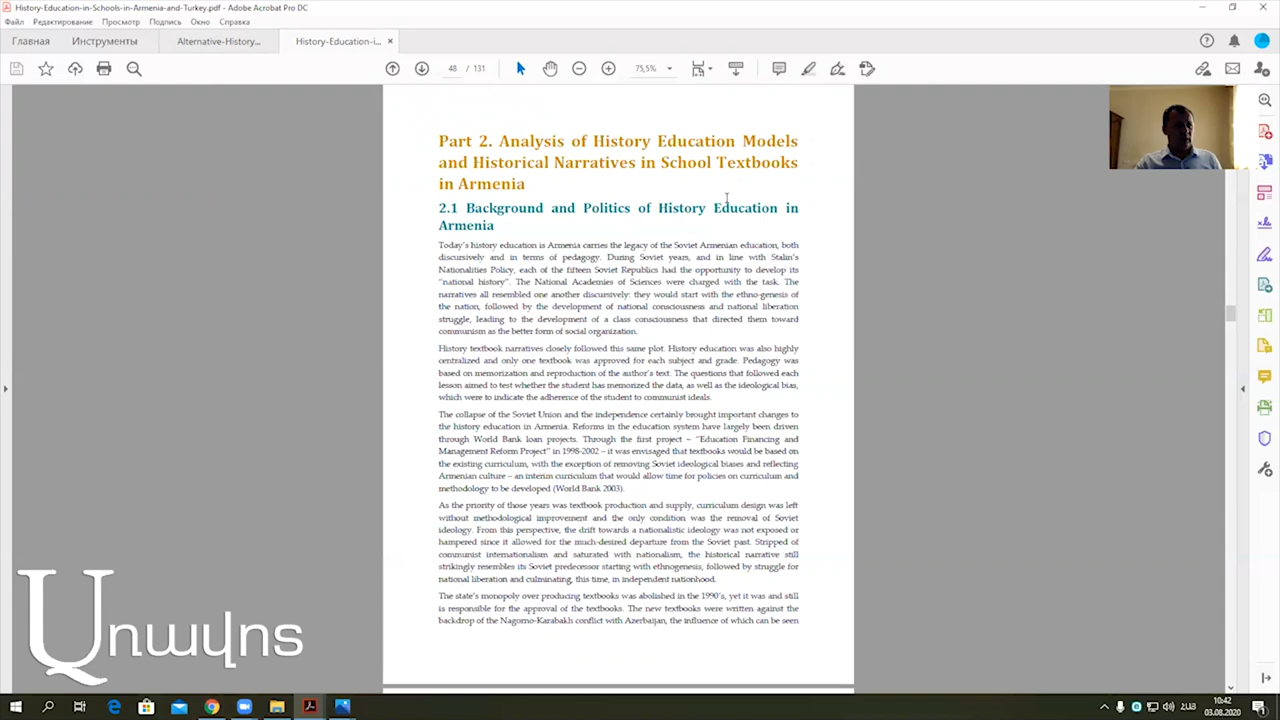 History-Education-in-Schools-in-Armenia-and-Turkey.pdf - Adobe Acrobat Pro DC
Файл Редактирование Просмотр Подпись Окно Справка
Главная Инструменты Alternative-History... History-Education-i... ×
48 / 131 75,5%
Part 2. Analysis of History Education Models
and Historical Narratives in School Textbooks
in Armenia
2.1 Background and Politics of History Education in
Armenia
Today's history education is Armenia carries the legacy of the Soviet Armenian education, both
discursively and in terms of pedagogy. During Soviet years, and in line with Stalin's
Nationalities Policy, each of the fifteen Soviet Republics had the opportunity to develop its
"national history". The National Academies of Sciences were charged with the task. The
narratives all resembled one another discursively: they would start with the ethno-genesis of
the nation, followed by the development of national consciousness and national liberation
struggle, leading to the development of a class consciousness that directed them toward
communism as the better form of social organization.
History textbook narratives closely followed this same plot. History education was also highly
centralized and only one textbook was approved for each subject and grade. Pedagogy was
based on memorization and reproduction of the author's text. The questions that followed each
lesson aimed to test whether the student has memorized the data, as well as the ideological bias,
which were to indicate the adherence of the student to communist ideals.
The collapse of the Soviet Union and the independence certainly brought important changes to
the history education in Armenia. Reforms in the education system have largely been driven
through World Bank loan projects. Through the first project – "Education Financing and
Management Reform Project" in 1998-2002 – it was envisaged that textbooks would be based on
the existing curriculum, with the exception of removing Soviet ideological biases and reflecting
Armenian culture – an interim curriculum that would allow time for policies on curriculum and
methodology to be developed (World Bank 2003).
As the priority of those years was textbook production and supply, curriculum design was left
without methodological improvement and the only condition was the removal of Soviet
ideology. From this perspective, the drift towards a nationalistic ideology was not exposed or
hampered since it allowed for the much-desired departure from the Soviet past. Stripped of
communist internationalism and saturated with nationalism, the historical narrative still
strikingly resembles its Soviet predecessor starting with ethnogenesis, followed by struggle for
national liberation and culminating, this time, in independent nationhood.
The state's monopoly over producing textbooks was abolished in the 1990's, yet it was and still
is responsible for the approval of the textbooks. The new textbooks were written against the
backdrop of the Nagorno-Karabakh conflict with Azerbaijan, the influence of which can be seen
Առավոտ
ՀԱՅ
10:42
03.08.2020